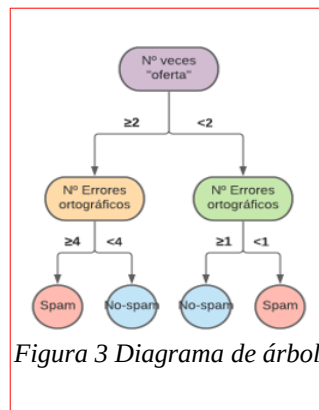 Nº veces
"oferta"
≥2
<2
Nº Errores
ortográficos
Nº Errores
ortográficos
≥4
<4
≥1
<1
Spam
No-spam
No-spam
Spam
Figura 3 Diagrama de árbol